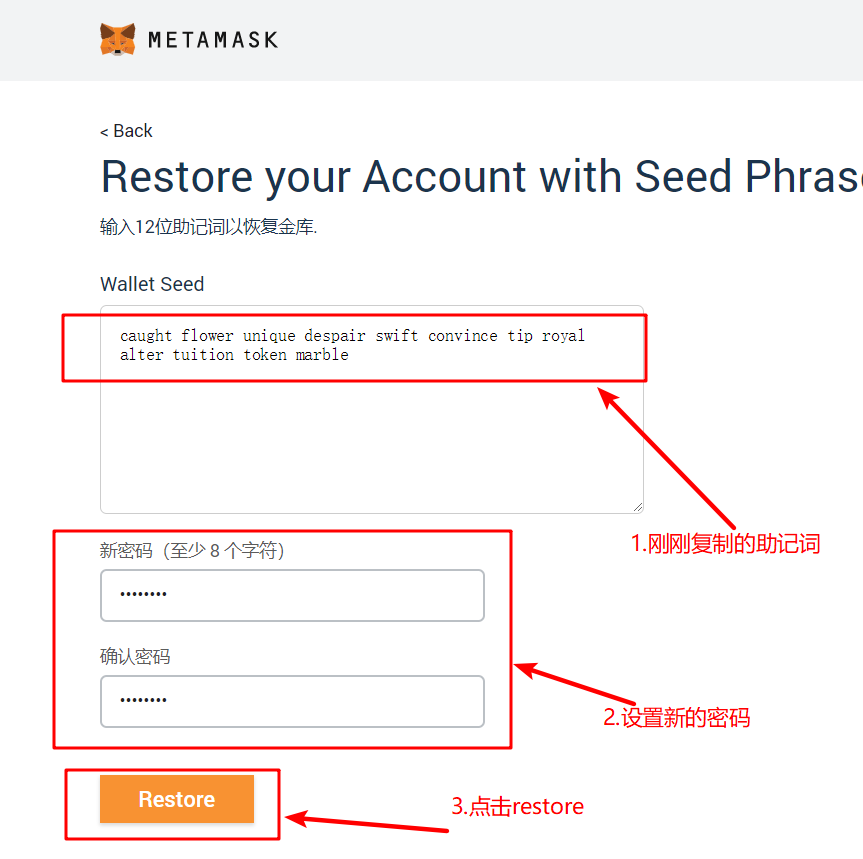 METAMASK
< Back
Restore your Account with Seed Phras
输入12位助记词以恢复金库.
Wallet Seed
caught flower unique despair swift convince tip royal
alter tuition token marble
1.刚刚复制的助记词
新密码（至少 8 个字符）
••••••••
确认密码
••••••••
2.设置新的密码
Restore
3.点击restore